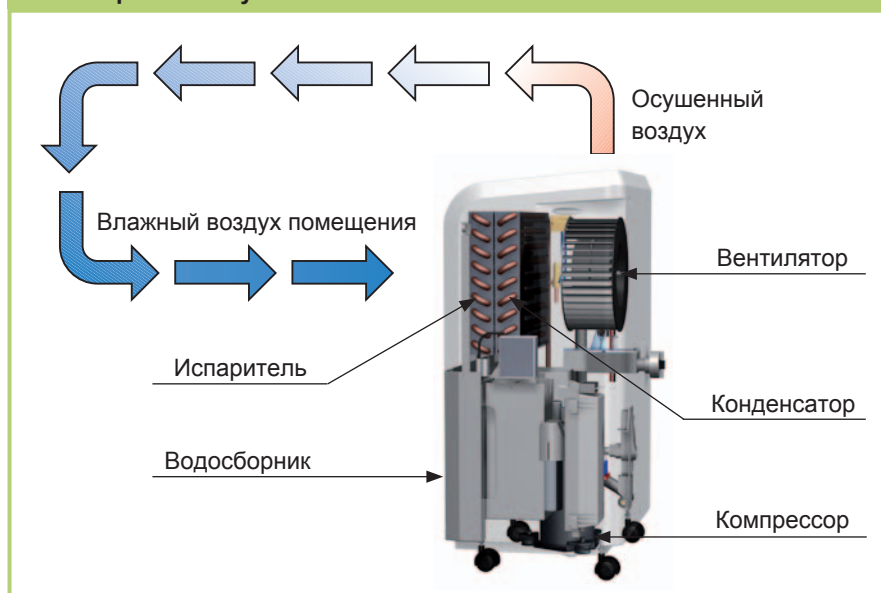 Осушенный
воздух
Влажный воздух помещения
Вентилятор
Испаритель
Конденсатор
Водосборник
Компрессор